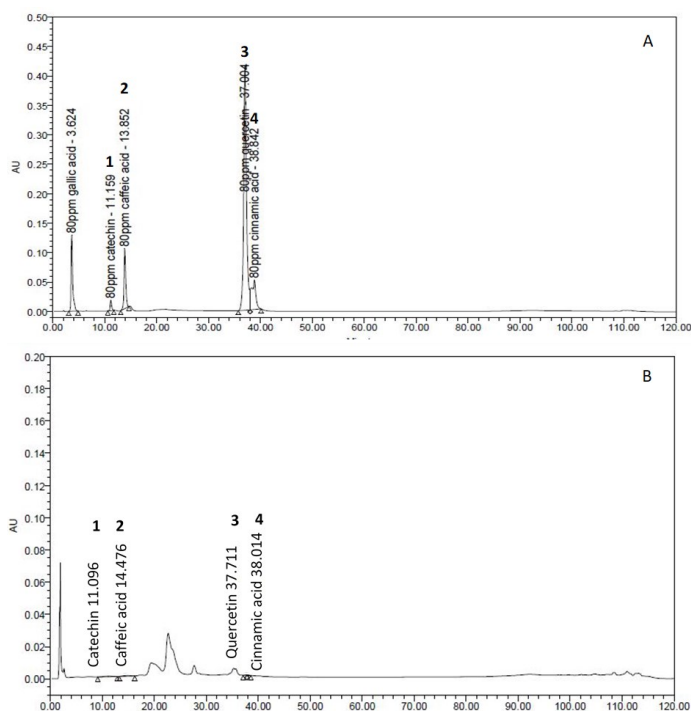 A
0.50
0.45
0.40
0.35
0.30
0.25
0.20
0.15
0.10
0.05
0.00
AU
80ppm gallic acid - 3.624
1
80ppm catechin - 11.159
2
80ppm caffeic acid - 13.852
3
80ppm quercetin - 37.004
4
80ppm cinnamic acid - 38.842
0.00 10.00 20.00 30.00 40.00 50.00 60.00 70.00 80.00 90.00 100.00 110.00 120.00
B
0.20
0.18
0.16
0.14
0.12
0.10
0.08
0.06
0.04
0.02
0.00
AU
1
Catechin 11.096
2
Caffeic acid 14.476
3
Quercetin 37.711
4
Cinnamic acid 38.014
0.00 10.00 20.00 30.00 40.00 50.00 60.00 70.00 80.00 90.00 100.00 110.00 120.00